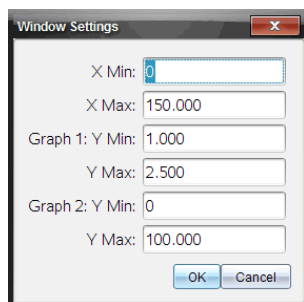 Window Settings
X Min: 0
X Max: 150.000
Graph 1: Y Min: 1.000
Y Max: 2.500
Graph 2: Y Min: 0
Y Max: 100.000
OK Cancel